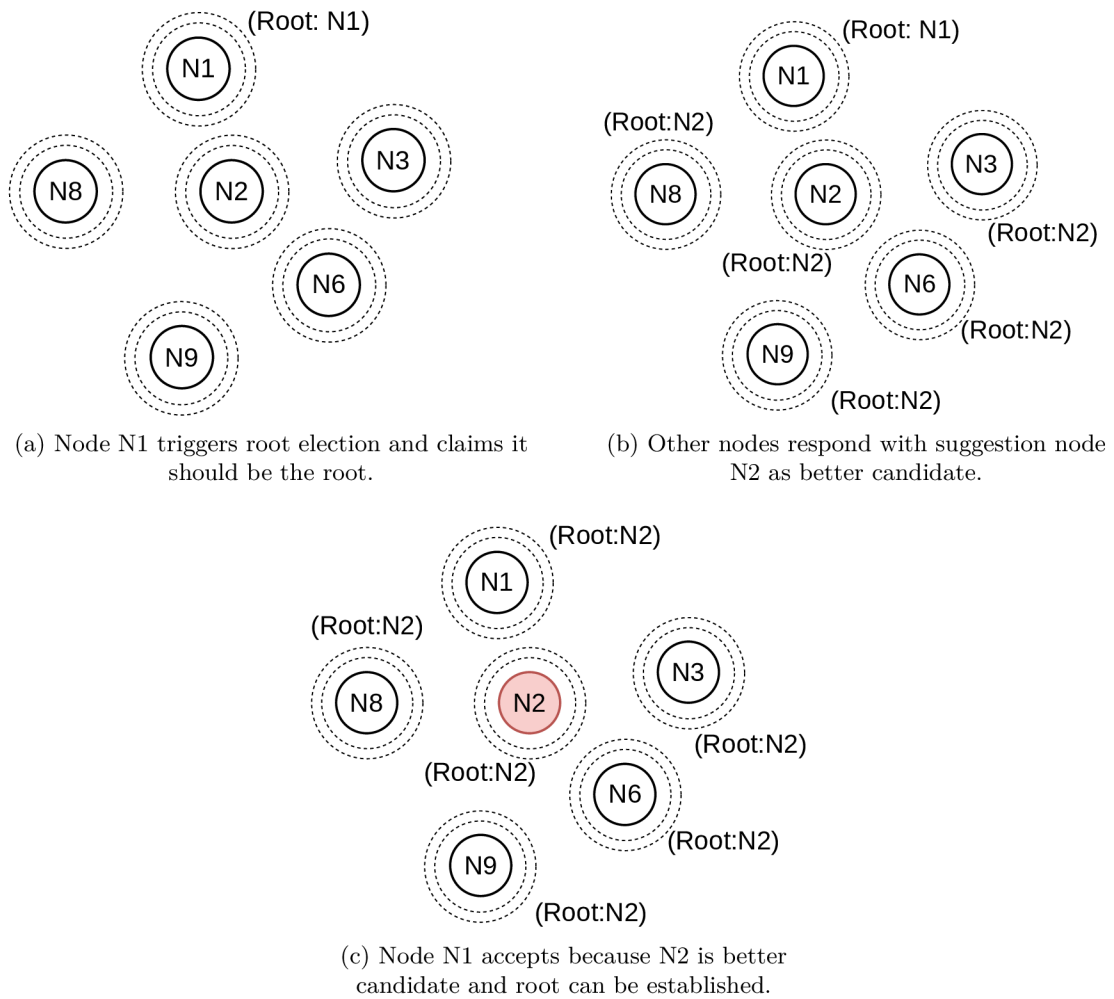 (Root: N1)
N1
N3
N8
N2
N6
N9
(a) Node N1 triggers root election and claims it
should be the root.
(Root: N1)
N1
(Root:N2)
N3
N8
N2
(Root:N2)
(Root:N2)
N6
(Root:N2)
N9
(Root:N2)
(b) Other nodes respond with suggestion node
N2 as better candidate.
(Root:N2)
N1
(Root:N2)
N3
N8
N2
(Root:N2)
(Root:N2)
N6
(Root:N2)
N9
(Root:N2)
(c) Node N1 accepts because N2 is better
candidate and root can be established.